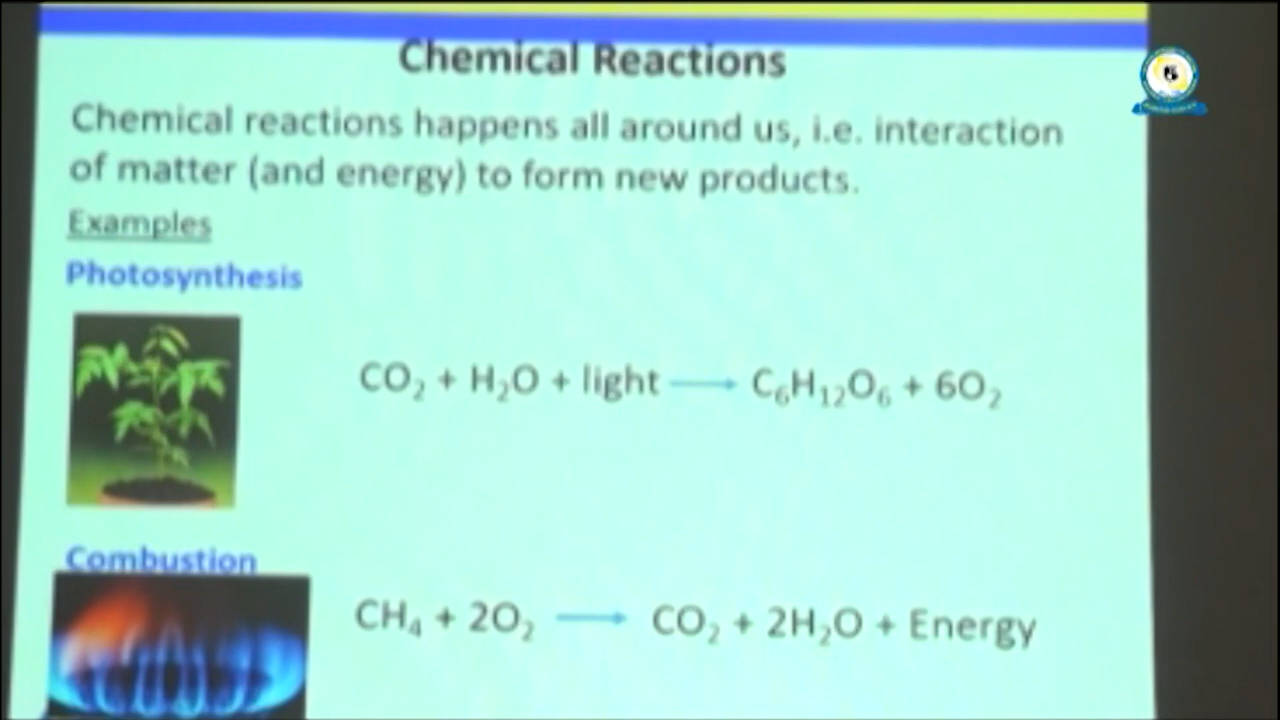 Chemical Reactions
Chemical reactions happens all around us, i.e. interaction
of matter (and energy) to form new products.
Examples
Photosynthesis
CO₂ + H₂O + light → C₆H₁₂O₆ + 6O₂
Combustion
CH₄ + 2O₂ → CO₂ + 2H₂O + Energy